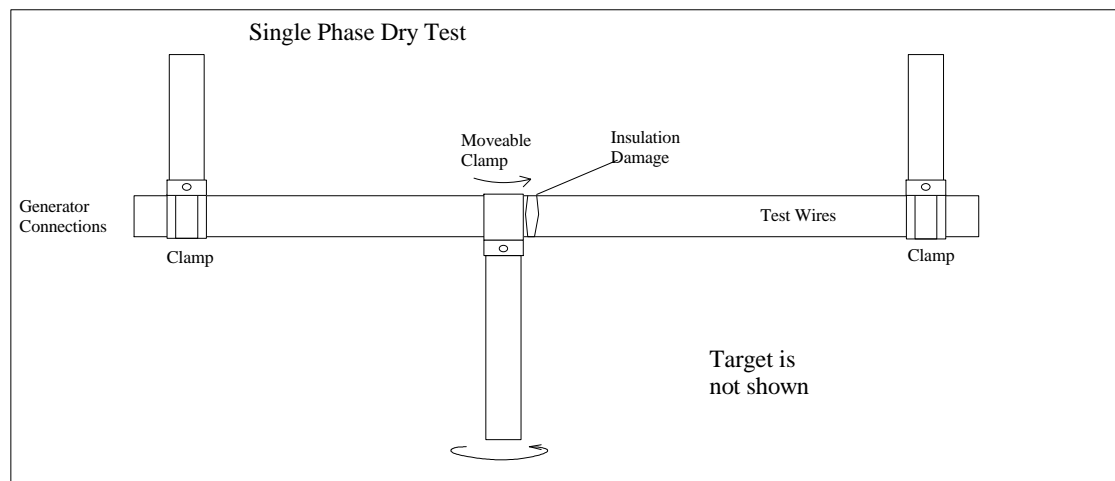 Single Phase Dry Test
Moveable
Clamp
Insulation
Damage
Generator
Connections
Test Wires
Clamp
Clamp
Target is
not shown